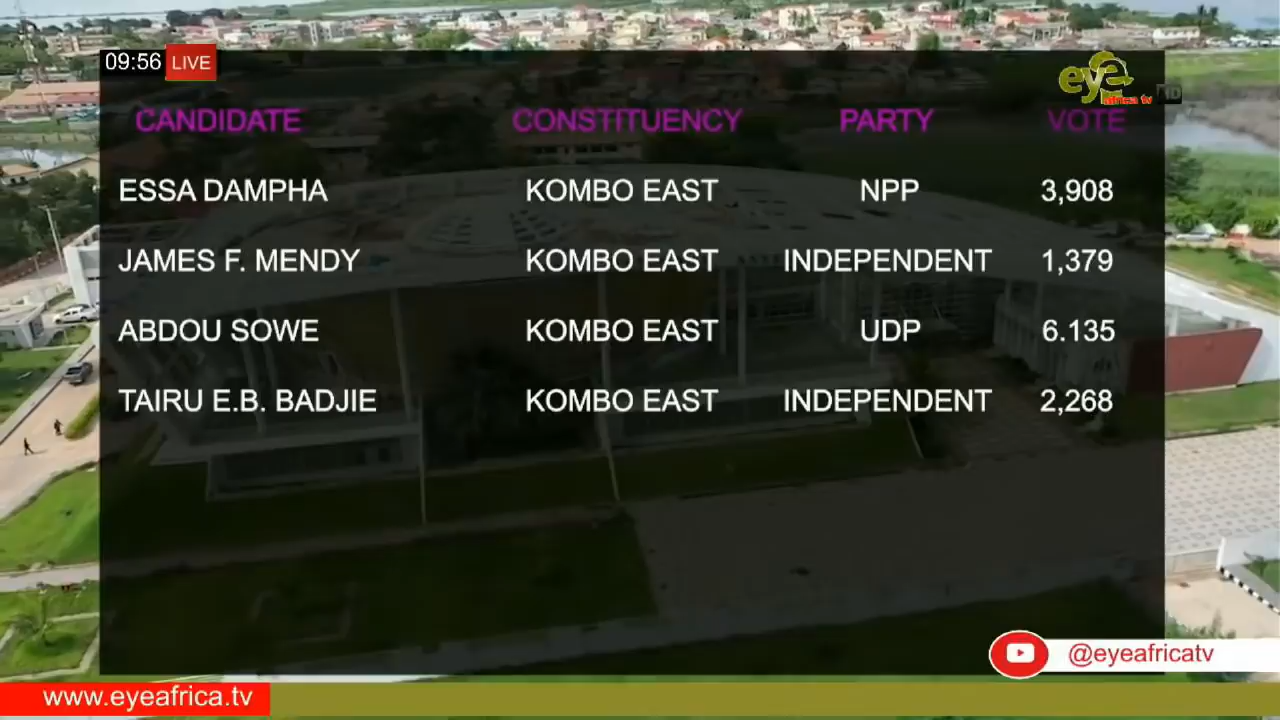 09:56 LIVE
eye africa tv HD
CANDIDATE CONSTITUENCY PARTY VOTE
ESSA DAMPHA KOMBO EAST NPP 3,908
JAMES F. MENDY KOMBO EAST INDEPENDENT 1,379
ABDOU SOWE KOMBO EAST UDP 6.135
TAIRU E.B. BADJIE KOMBO EAST INDEPENDENT 2,268
@eyeafricatv
www.eyeafrica.tv